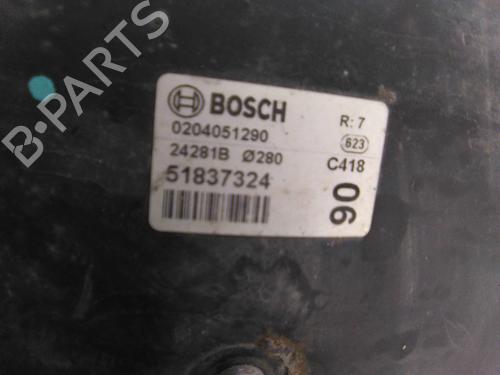 BOSCH
R: 7
0204051290
623
24281B Ø280
C418
51837324
90
B-PARTS